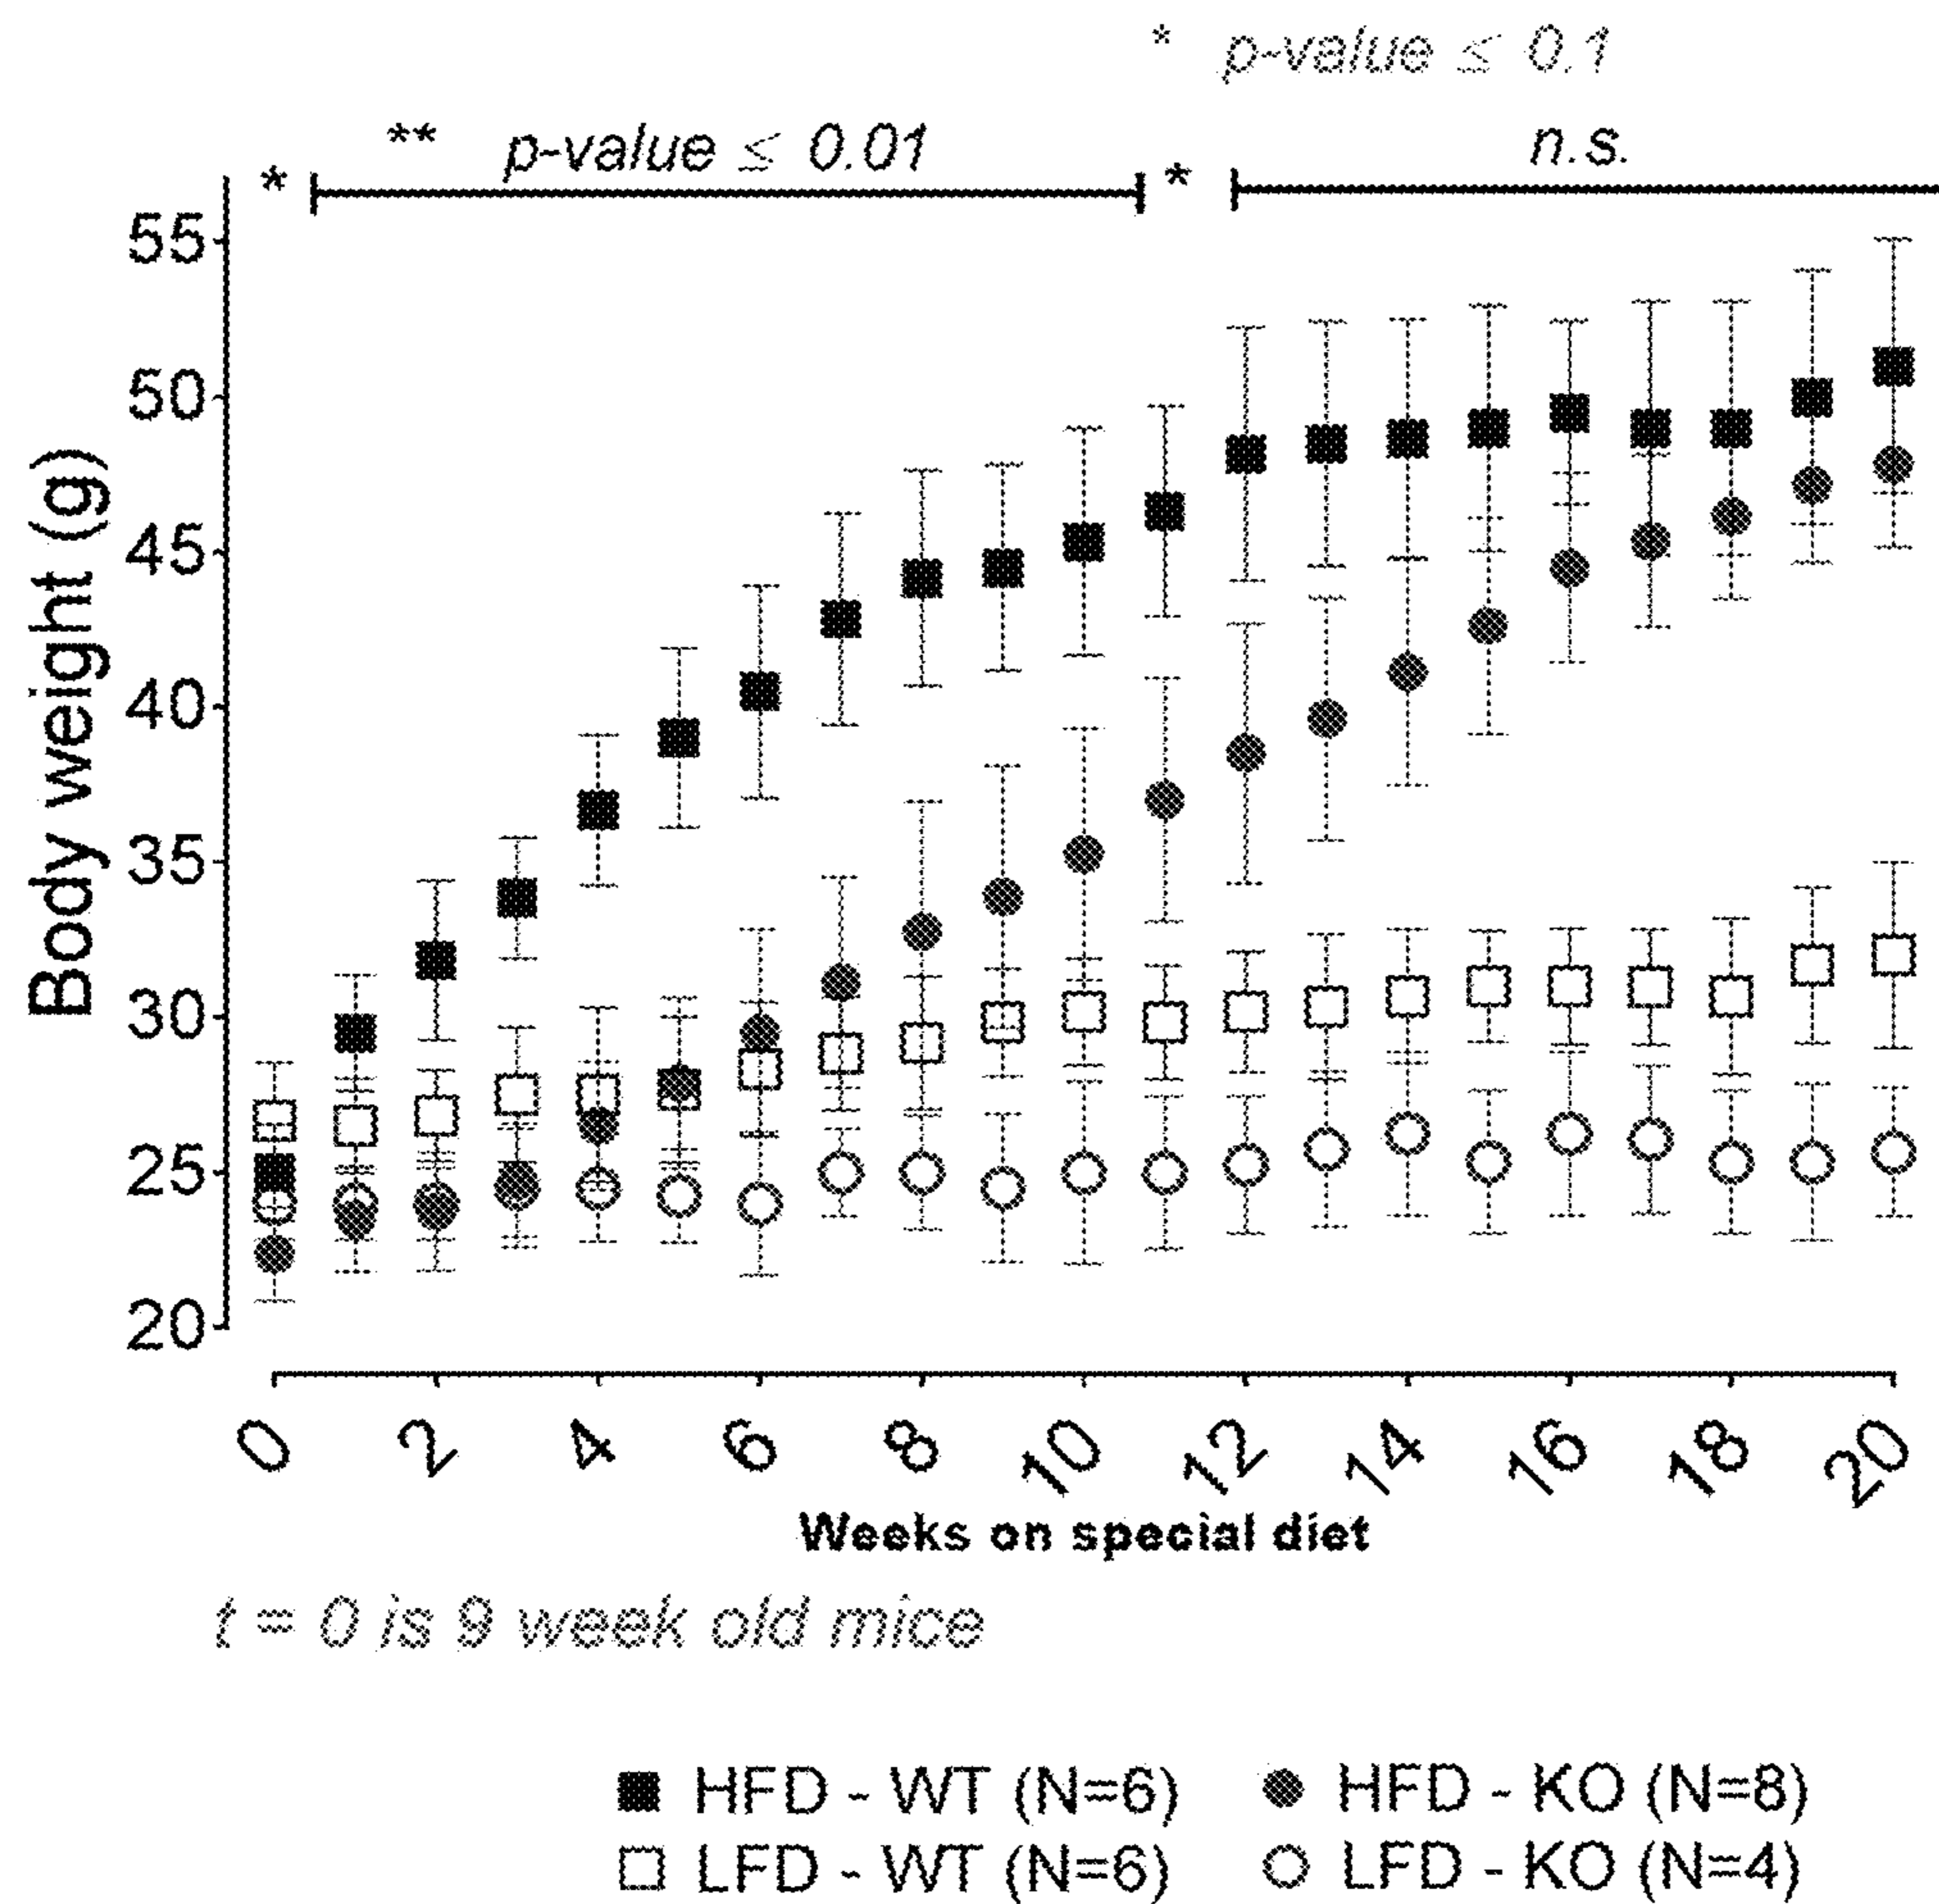 * p-value ≤ 0.1
** p-value ≤ 0.01
n.s.
*
*
55
50
45
40
35
30
25
20
Body weight (g)
0 2 4 6 8 10 12 14 16 18 20
Weeks on special diet
t = 0 is 9 week old mice
HFD - WT (N=6) HFD - KO (N=8)
LFD - WT (N=6) LFD - KO (N=4)